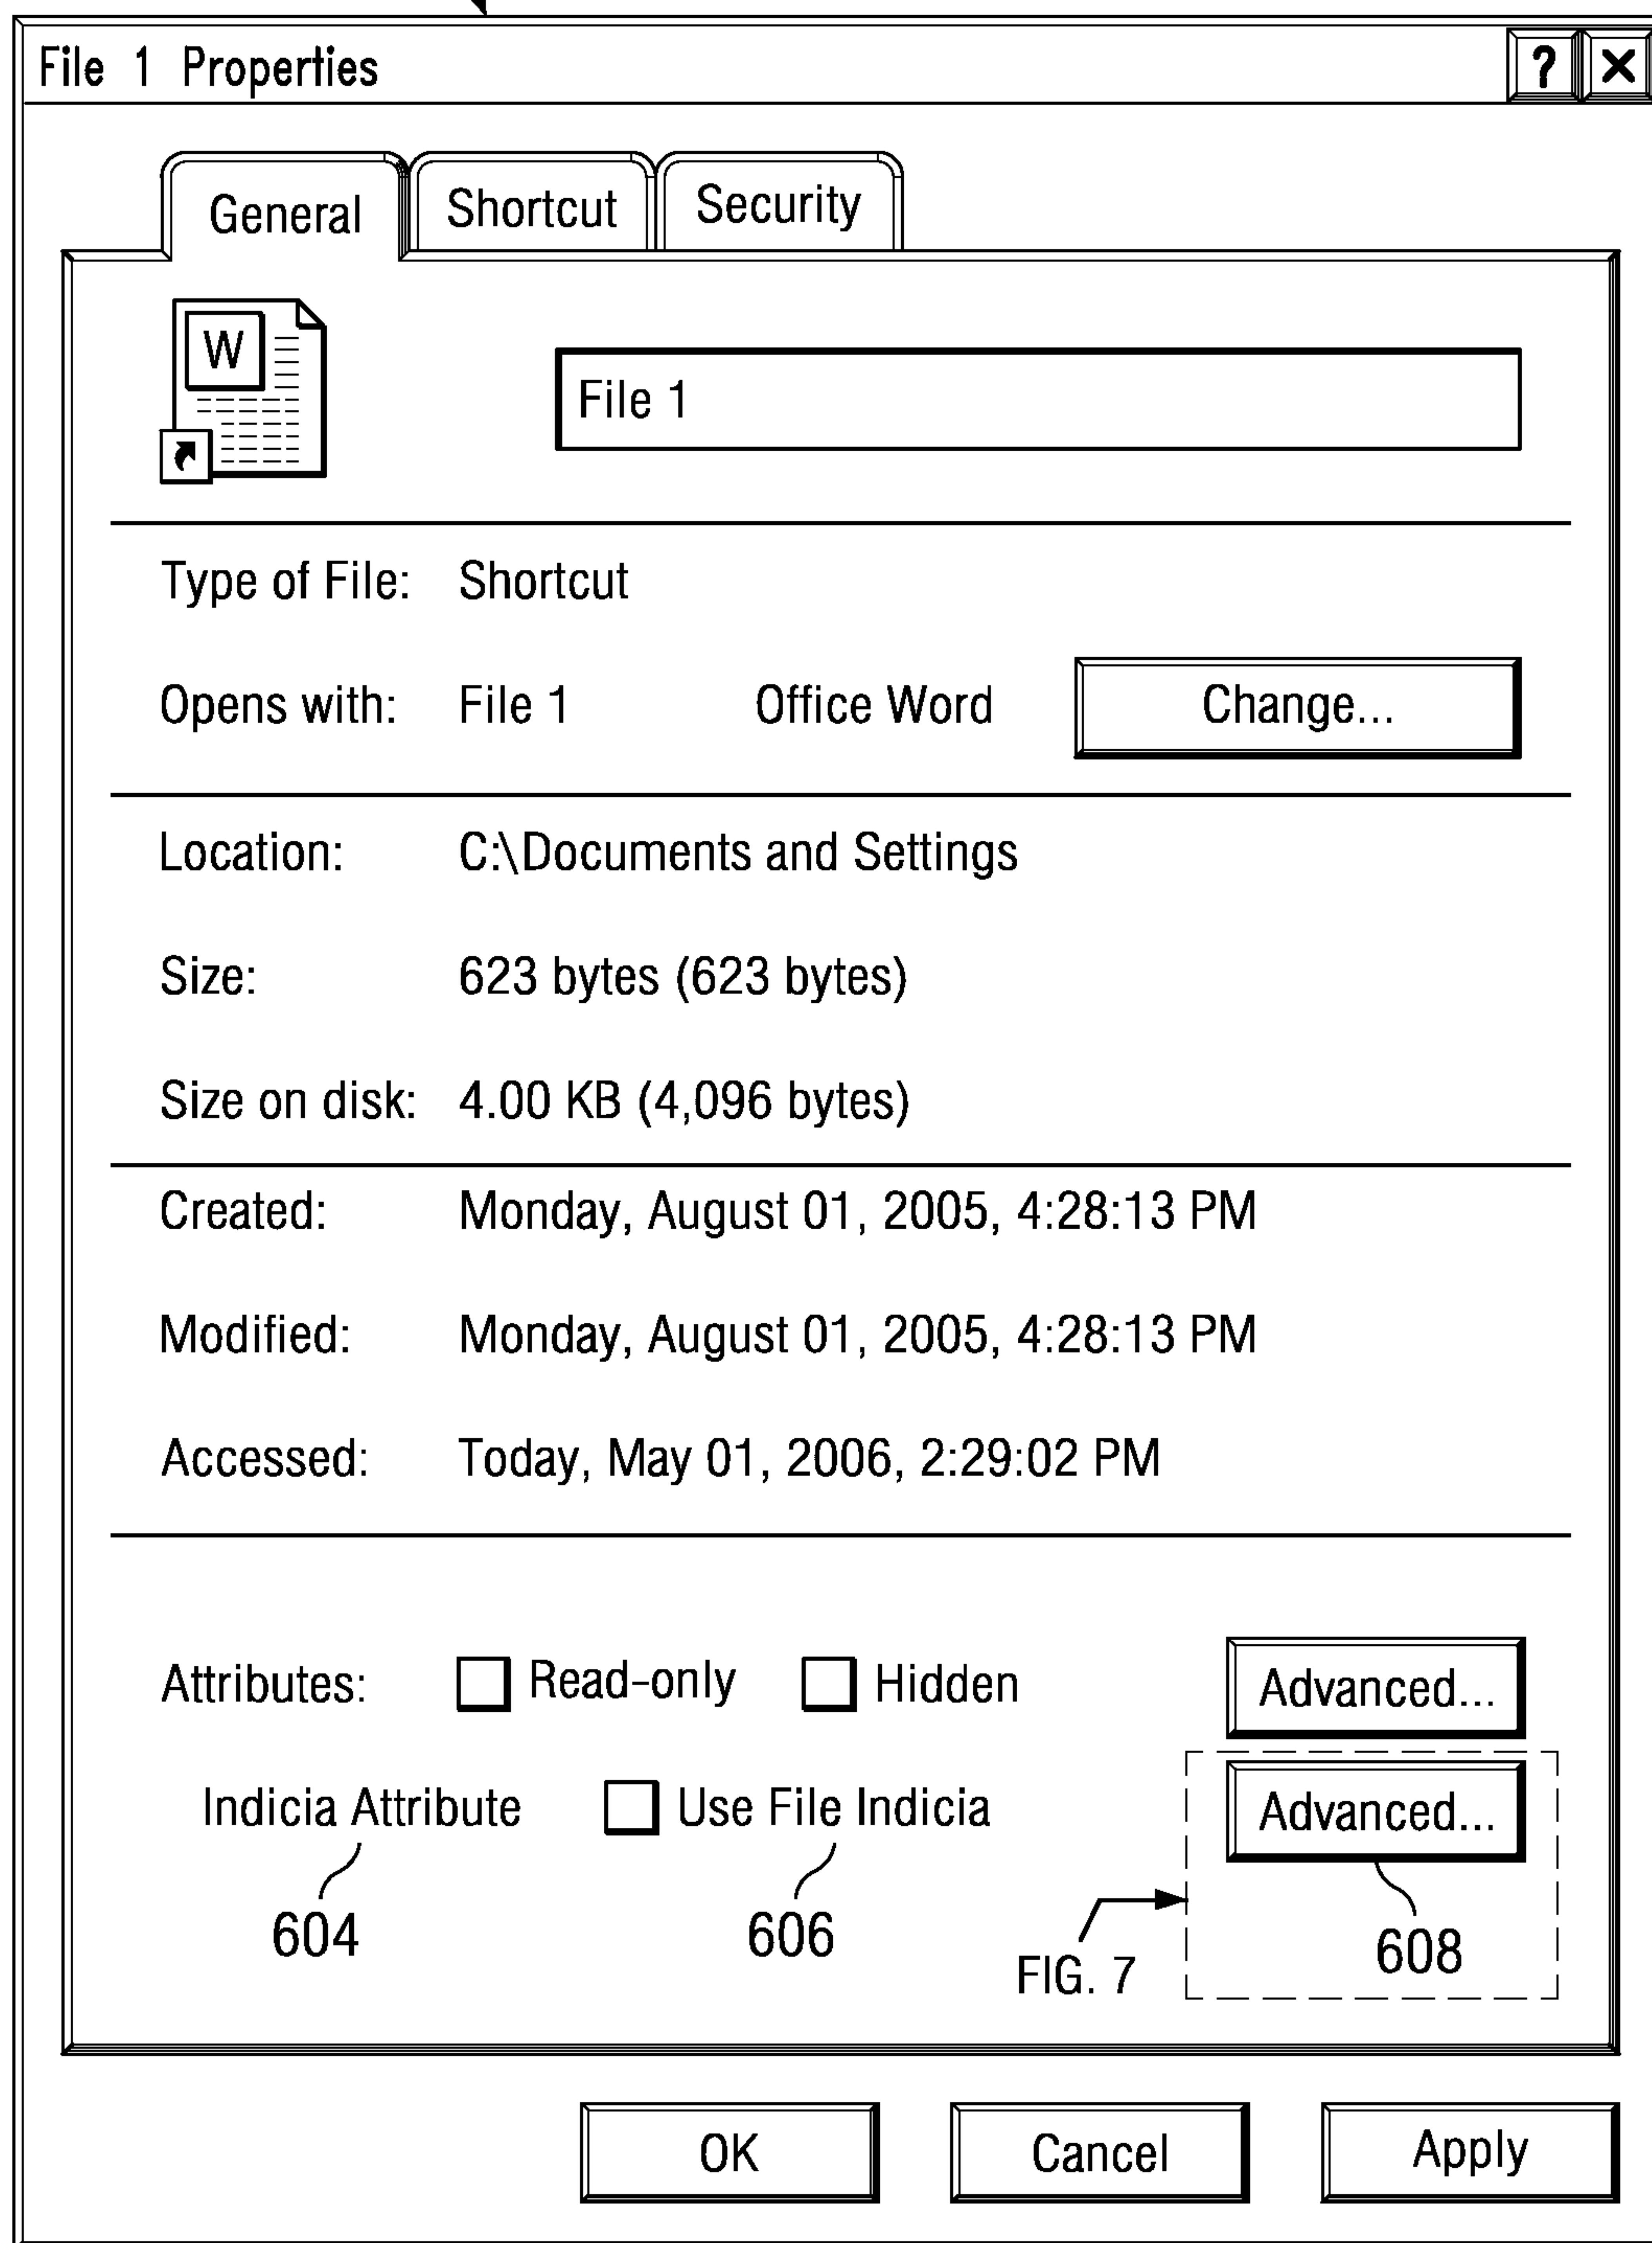 File 1 Properties ? ×
General Shortcut Security
W
File 1
Type of File: Shortcut
Opens with: File 1 Office Word Change...
Location: C:\Documents and Settings
Size: 623 bytes (623 bytes)
Size on disk: 4.00 KB (4,096 bytes)
Created: Monday, August 01, 2005, 4:28:13 PM
Modified: Monday, August 01, 2005, 4:28:13 PM
Accessed: Today, May 01, 2006, 2:29:02 PM
Attributes: Read-only Hidden Advanced...
Indicia Attribute Use File Indicia Advanced...
604 606 608
FIG. 7
OK Cancel Apply